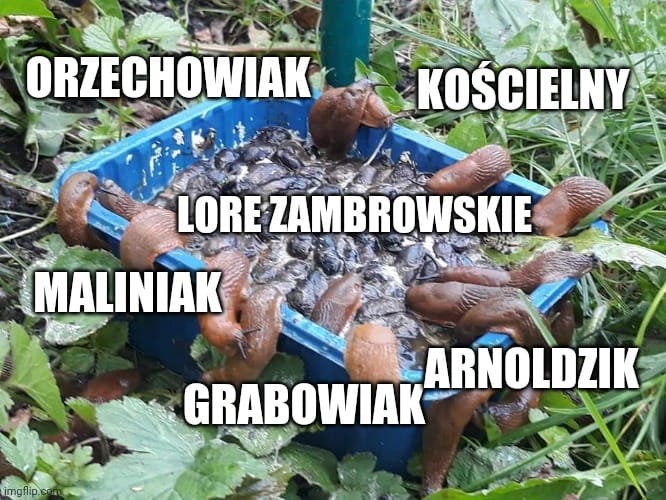 ORZECHOWIAK
KOŚCIELNY
LORE ZAMBROWSKIE
MALINIAK
ARNOLDZIK
GRABOWIAK
imgflip.com